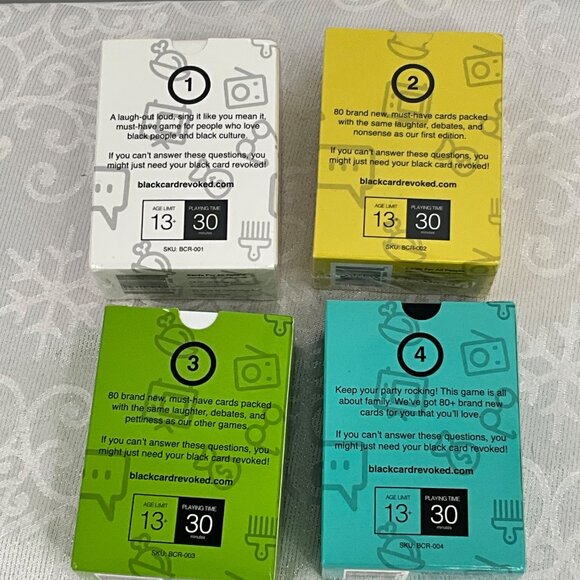 1
A laugh-out loud, sing it like you mean it,
must-have game for people who love
black people and black culture.
If you can't answer these questions, you
might just need your black card revoked!
blackcardrevoked.com
AGE LIMIT
13+
PLAYING TIME
30
minutes
SKU: BCR-001
2
80 brand new, must-have cards packed
with the same laughter, debates, and
nonsense as our first edition.
If you can't answer these questions, you
might just need your black card revoked!
blackcardrevoked.com
AGE LIMIT
13+
PLAYING TIME
30
minutes
SKU: BCR-002
Cards For All People
3
80 brand new, must-have cards packed
with the same laughter, debates, and
pettiness as our other games.
If you can't answer these questions, you
might just need your black card revoked!
blackcardrevoked.com
AGE LIMIT
13+
PLAYING TIME
30
minutes
SKU: BCR-003
4
Keep your party rocking! This game is all
about family. We've got 80+ brand new
cards for you that you'll love.
If you can't answer these questions, you
might just need your black card revoked!
blackcardrevoked.com
AGE LIMIT
13+
PLAYING TIME
30
minutes
SKU: BCR-004